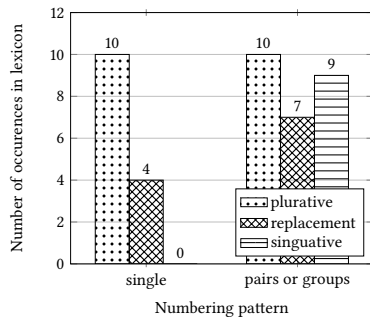 12
10
8
6
4
2
0
Number of occurences in lexicon
10
4
0
10
7
9
plurative
replacement
singuative
single
pairs or groups
Numbering pattern